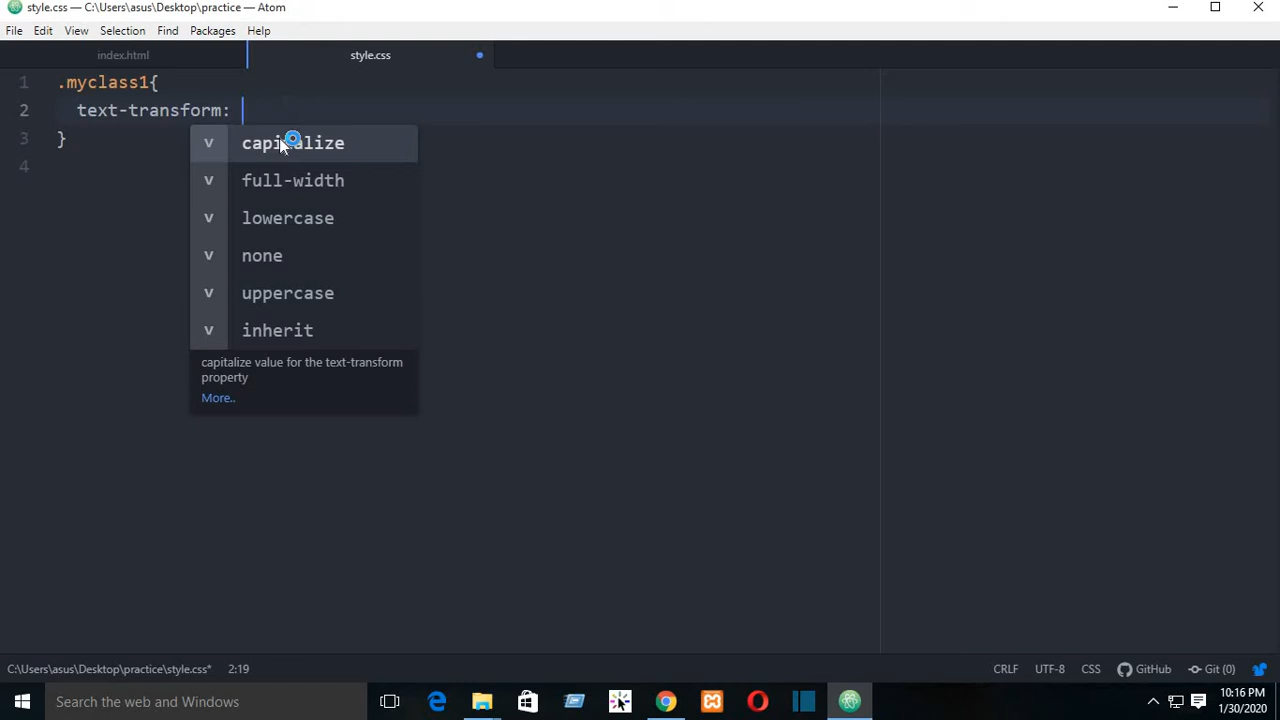 style.css — C:\Users\asus\Desktop\practice — Atom
File Edit View Selection Find Packages Help
index.html style.css
1 .myclass1{
2 text-transform:
3 }
4
v capitalize
v full-width
v lowercase
v none
v uppercase
v inherit
capitalize value for the text-transform
property
More..
C:\Users\asus\Desktop\practice\style.css* 2:19 CRLF UTF-8 CSS GitHub Git (0)
Search the web and Windows
10:16 PM
1/30/2020